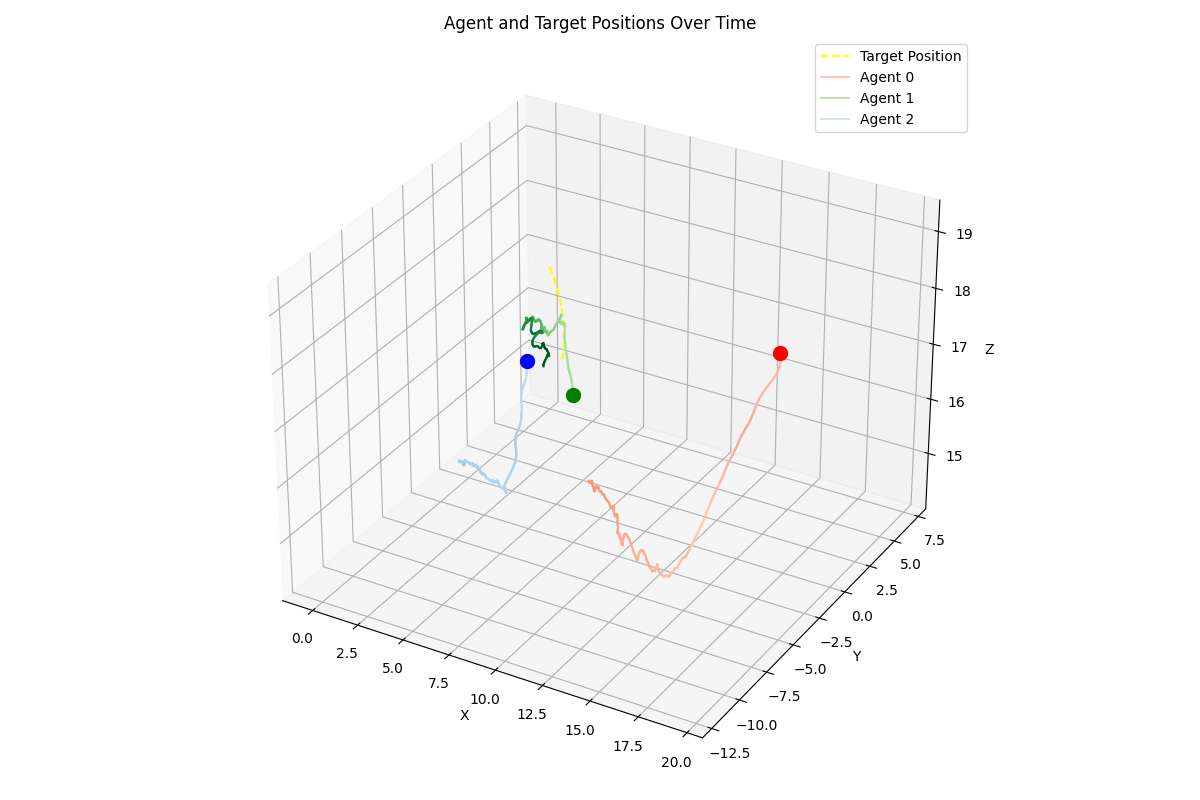 Agent and Target Positions Over Time
Target Position
Agent 0
Agent 1
Agent 2
19
18
Z
17
16
15
7.5
5.0
2.5
0.0
−2.5
Y
−5.0
−7.5
−10.0
−12.5
0.0
2.5
5.0
7.5
10.0
X
12.5
15.0
17.5
20.0